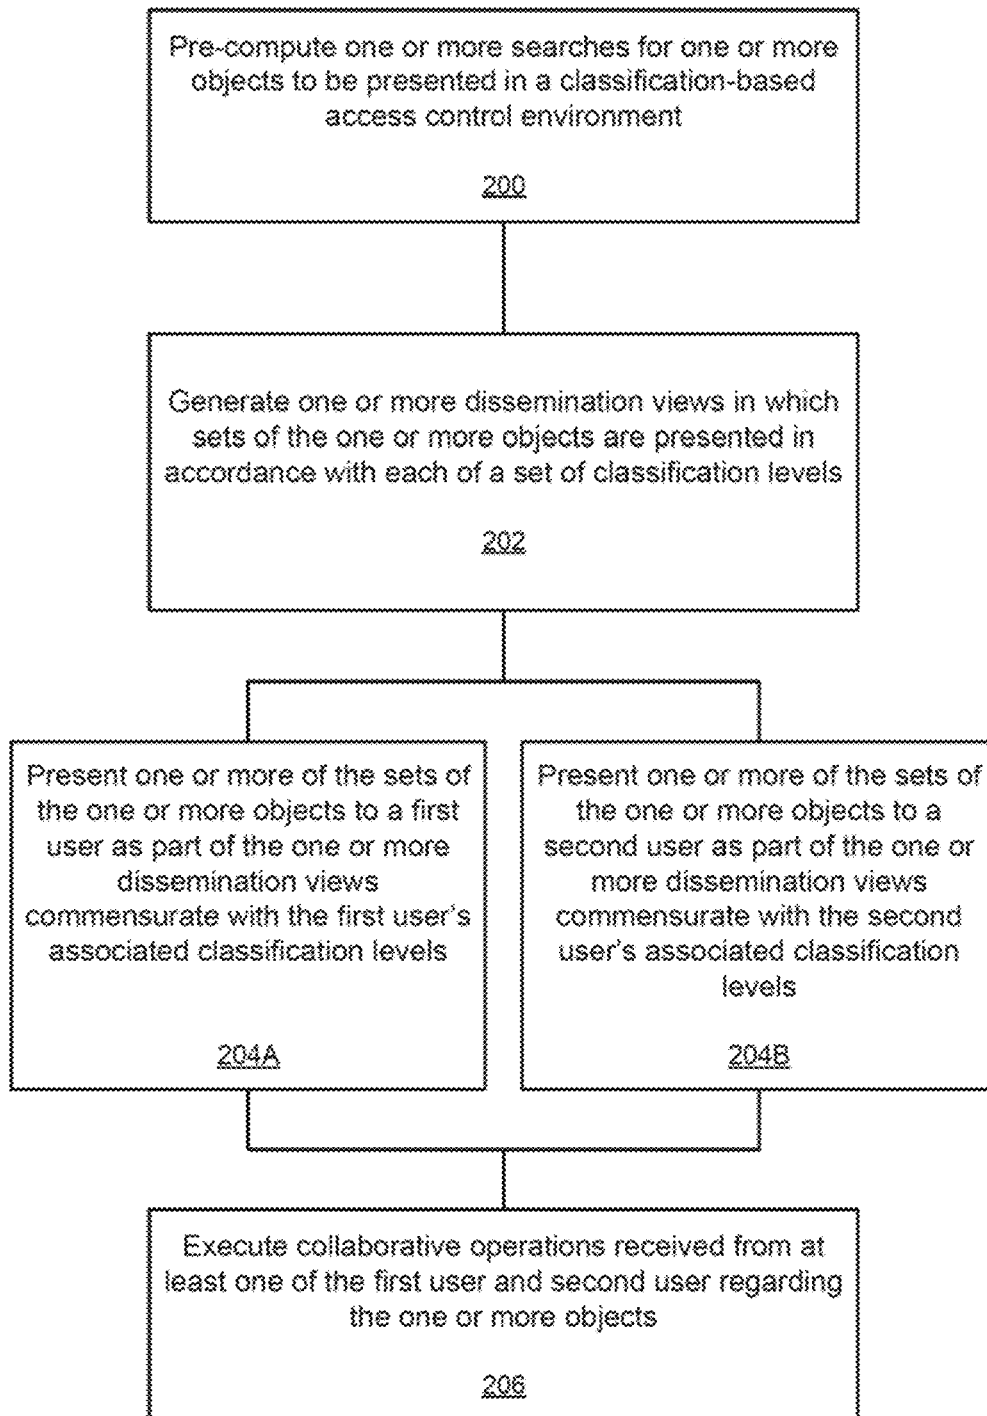 Pre-compute one or more searches for one or more
objects to be presented in a classification-based
access control environment
200
Generate one or more dissemination views in which
sets of the one or more objects are presented in
accordance with each of a set of classification levels
202
Present one or more of the sets of
the one or more objects to a first
user as part of the one or more
dissemination views
commensurate with the first user's
associated classification levels
204A
Present one or more of the sets of
the one or more objects to a
second user as part of the one or
more dissemination views
commensurate with the second
user's associated classification
levels
204B
Execute collaborative operations received from at
least one of the first user and second user regarding
the one or more objects
206